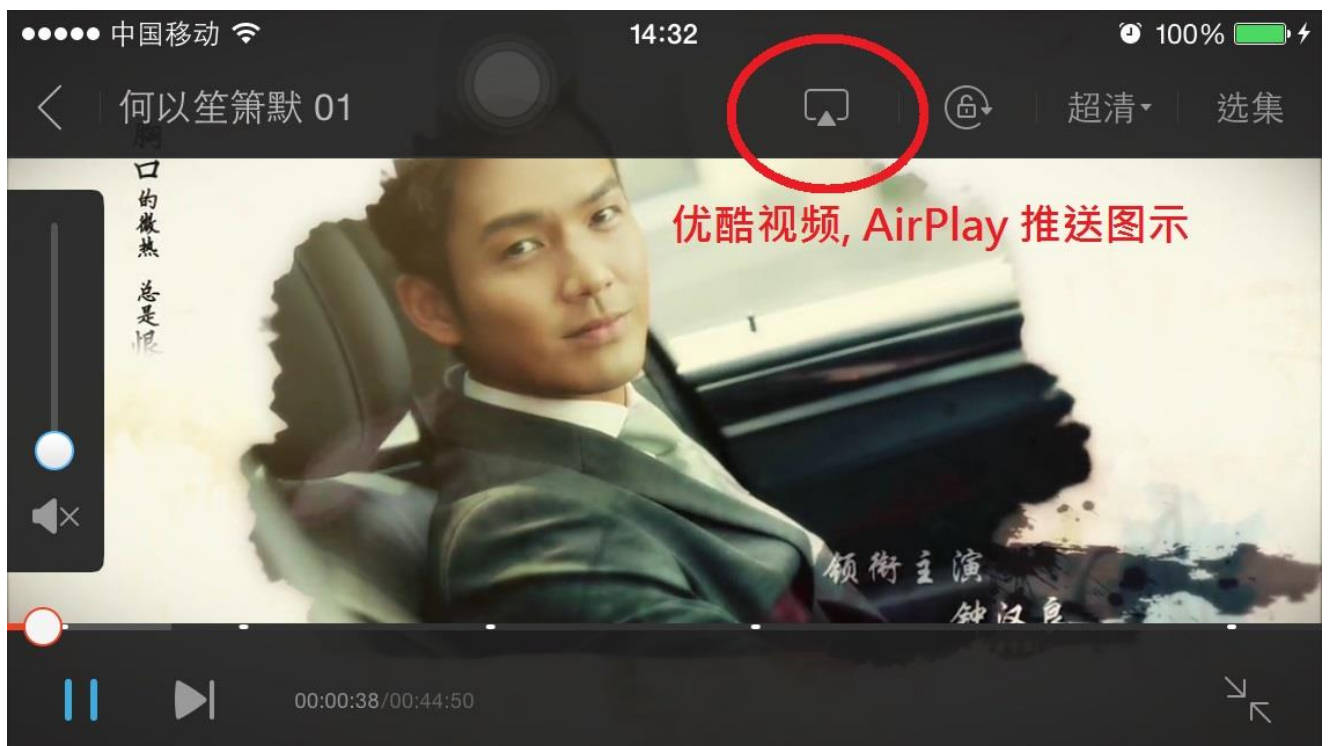 中国移动
14:32
100%
何以笙箫默 01
超清
选集
胸口的微热 总是恨
优酷视频, AirPlay 推送图示
领衔主演
钟汉良
00:00:38/00:44:50